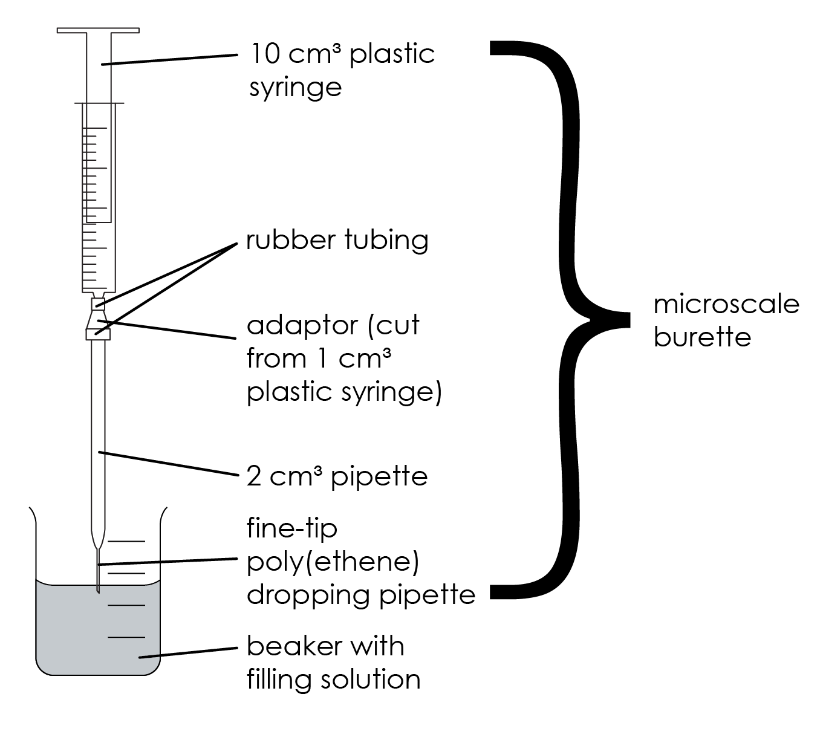 10 cm³ plastic
syringe
rubber tubing
adaptor (cut
from 1 cm³
plastic syringe)
microscale
burette
2 cm³ pipette
fine-tip
poly(ethene)
dropping pipette
beaker with
filling solution